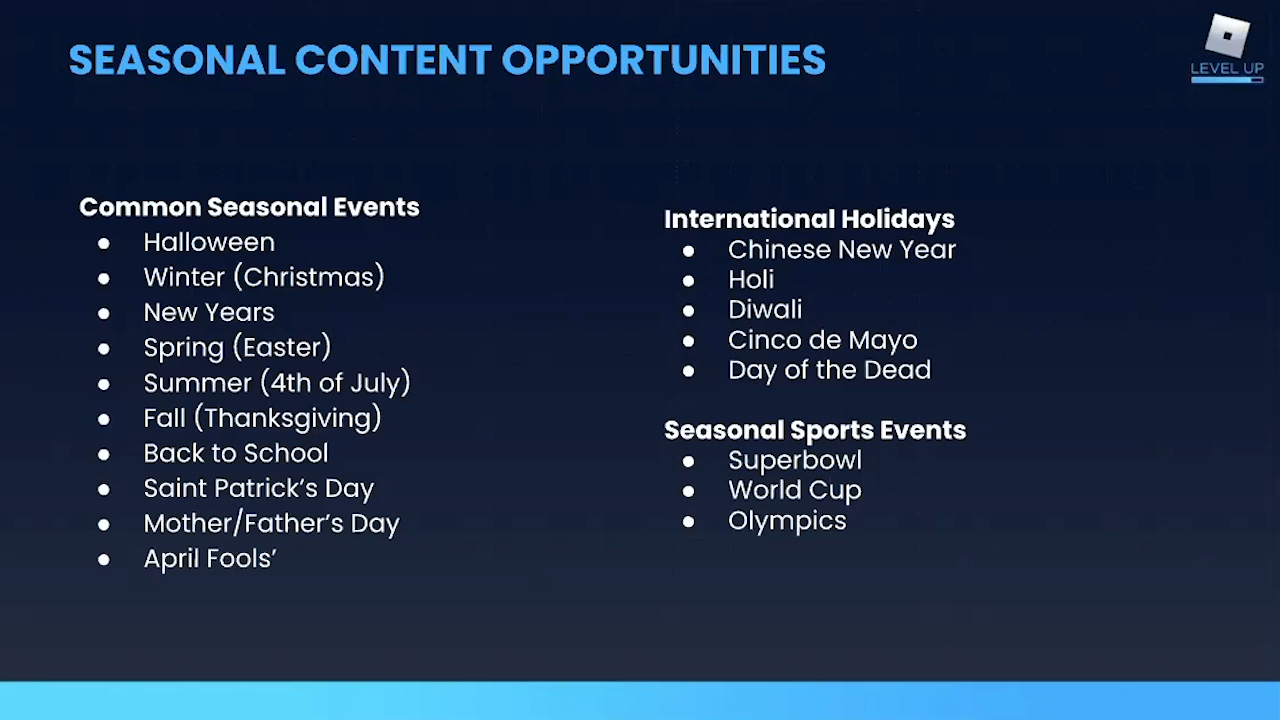 SEASONAL CONTENT OPPORTUNITIES
LEVEL UP
Common Seasonal Events
● Halloween
● Winter (Christmas)
● New Years
● Spring (Easter)
● Summer (4th of July)
● Fall (Thanksgiving)
● Back to School
● Saint Patrick’s Day
● Mother/Father’s Day
● April Fools’
International Holidays
● Chinese New Year
● Holi
● Diwali
● Cinco de Mayo
● Day of the Dead
Seasonal Sports Events
● Superbowl
● World Cup
● Olympics